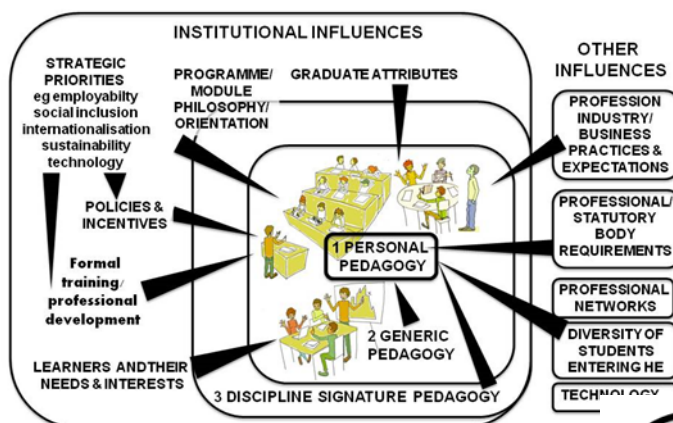 INSTITUTIONAL INFLUENCES
STRATEGIC
PRIORITIES
eg employabilty
social inclusion
internationalisation
sustainability
technology
POLICIES &
INCENTIVES
Formal
training/
professional
development
LEARNERS ANDTHEIR
NEEDS & INTERESTS
PROGRAMME/
MODULE
PHILOSOPHY/
ORIENTATION
GRADUATE ATTRIBUTES
1 PERSONAL
PEDAGOGY
2 GENERIC
PEDAGOGY
3 DISCIPLINE SIGNATURE PEDAGOGY
OTHER
INFLUENCES
PROFESSION
INDUSTRY/
BUSINESS
PRACTICES &
EXPECTATIONS
PROFESSIONAL/
STATUTORY
BODY
REQUIREMENTS
PROFESSIONAL
NETWORKS
DIVERSITY OF
STUDENTS
ENTERING HE
TECHNOLOGY